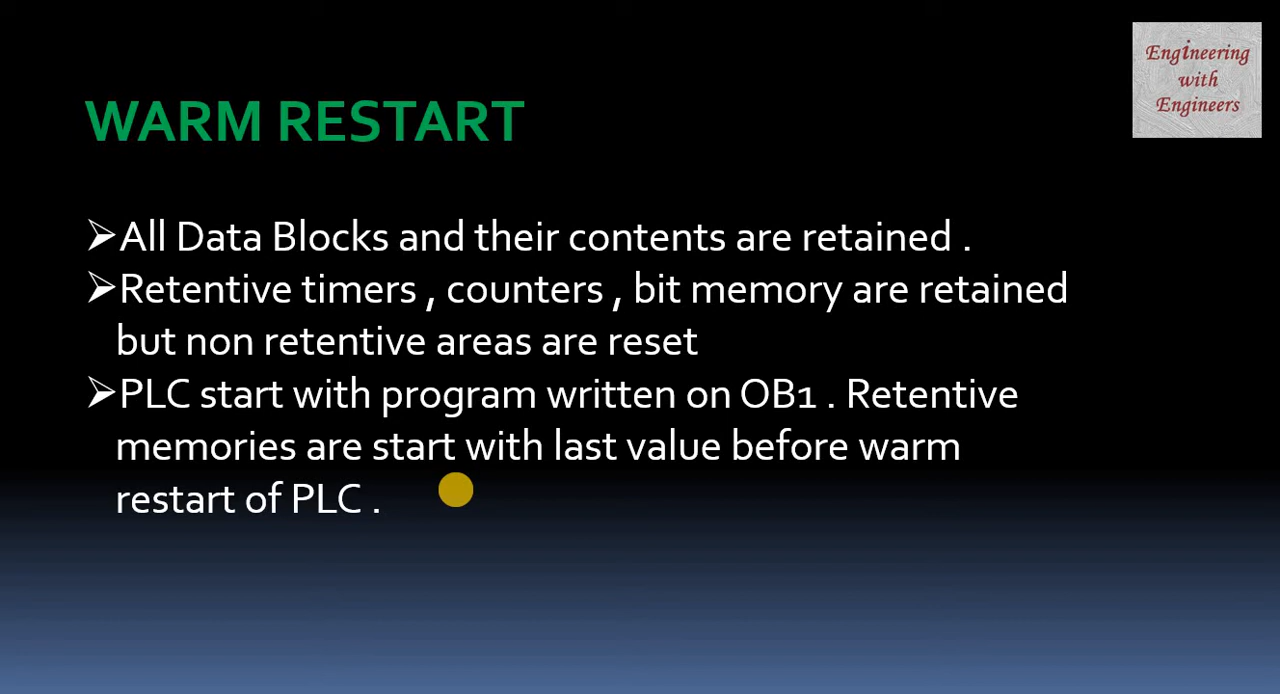 Engineering
with
Engineers
WARM RESTART
➢All Data Blocks and their contents are retained .
➢Retentive timers , counters , bit memory are retained
but non retentive areas are reset
➢PLC start with program written on OB1 . Retentive
memories are start with last value before warm
restart of PLC .